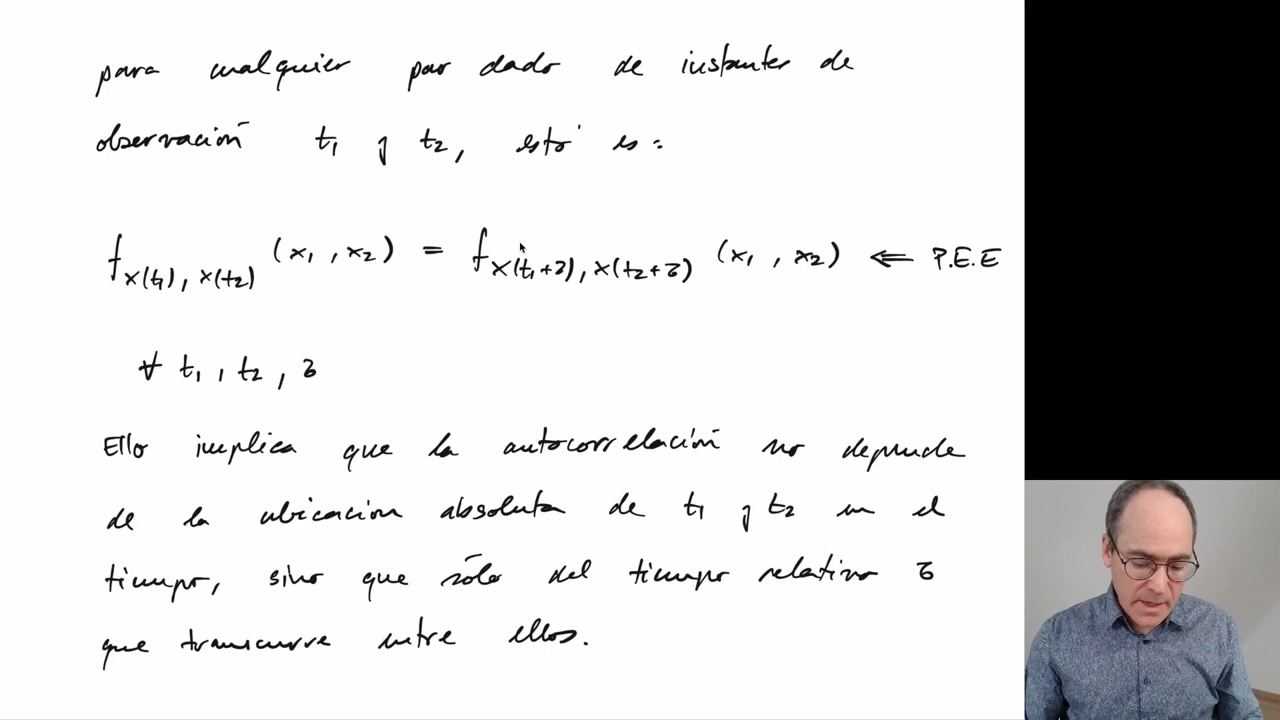 para cualquier par dado de instantes de
observación t₁ y t₂, esto es:
f_{X(t₁), X(t₂)} (x₁, x₂) = f_{X(t₁+τ), X(t₂+τ)} (x₁, x₂) ⇐ P.E.E
∀ t₁, t₂, τ
Ello implica que la autocorrelación no depende
de la ubicación absoluta de t₁ y t₂ en el
tiempo, sino que sólo del tiempo relativo τ
que transcurre entre ellos.